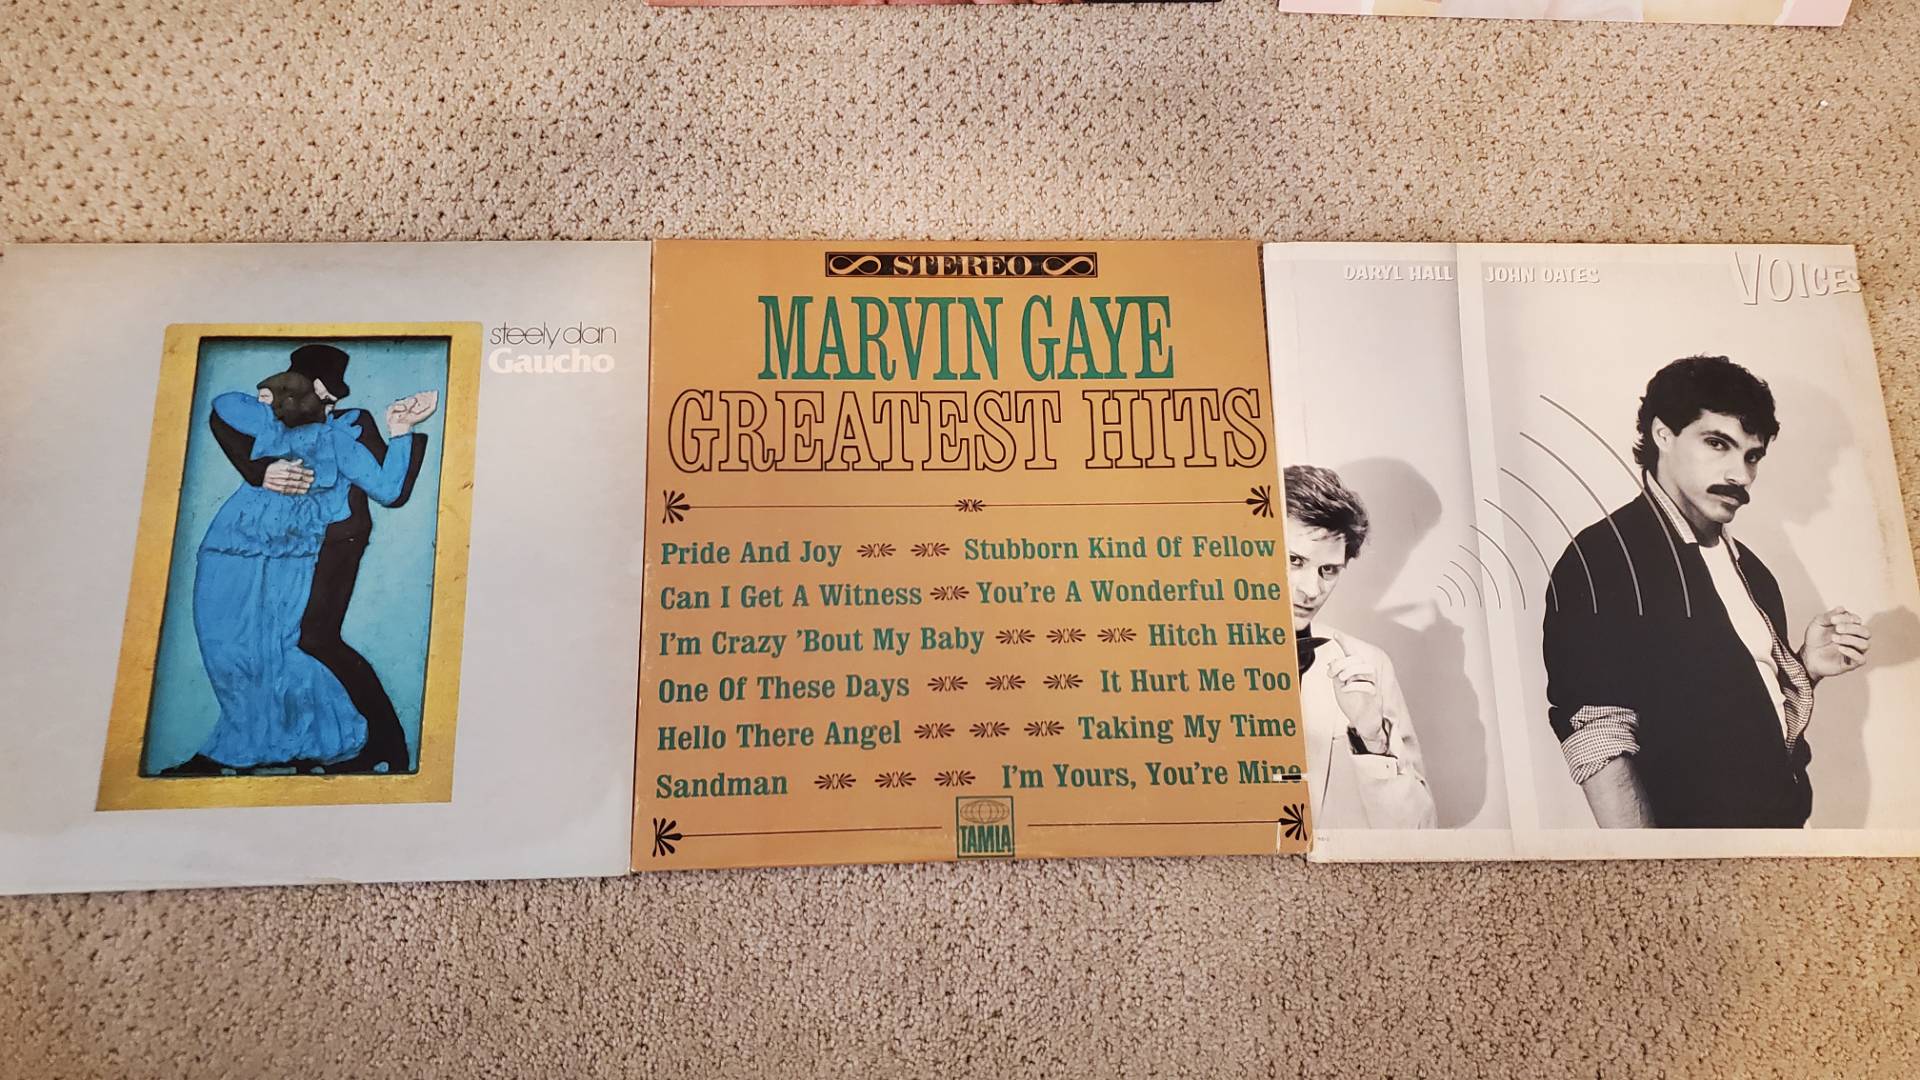 steely dan
Gaucho
STEREO
MARVIN GAYE
GREATEST HITS
Pride And Joy Stubborn Kind Of Fellow
Can I Get A Witness You're A Wonderful One
I'm Crazy 'Bout My Baby Hitch Hike
One Of These Days It Hurt Me Too
Hello There Angel Taking My Time
Sandman I'm Yours, You're Mine
TAMLA
DARYL HALL JOHN OATES
VOICES